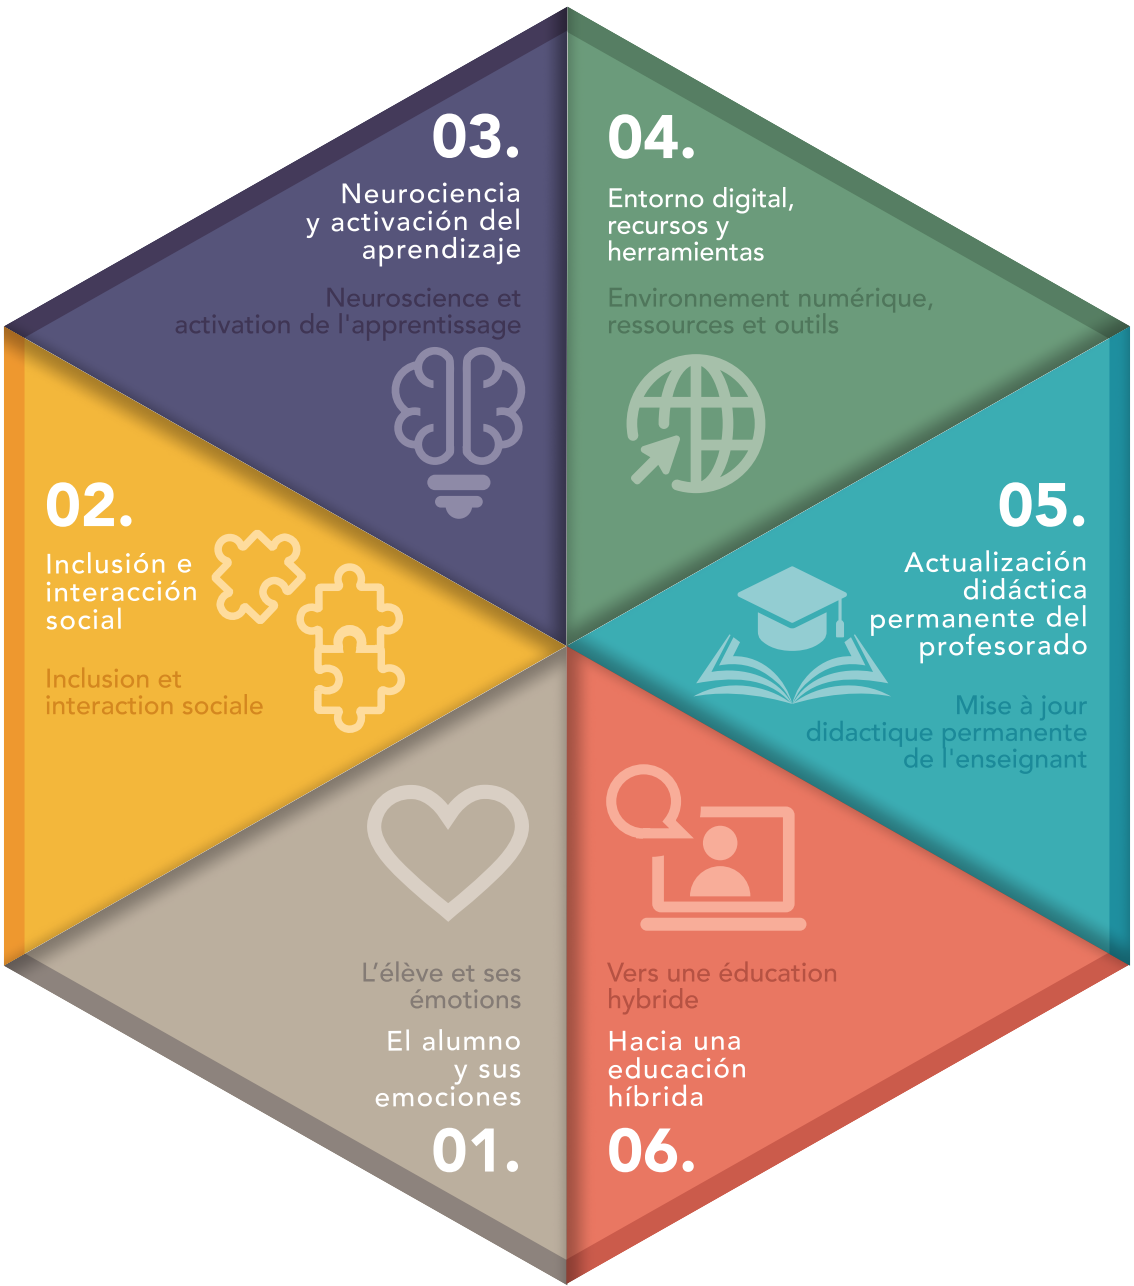 03.
Neurociencia
y activación del
aprendizaje
Neuroscience et
activation de l'apprentissage
04.
Entorno digital,
recursos y
herramientas
Environnement numérique,
ressources et outils
02.
Inclusión e
interacción
social
Inclusion et
interaction sociale
05.
Actualización
didáctica
permanente del
profesorado
Mise à jour
didactique permanente
de l'enseignant
L’élève et ses
émotions
El alumno
y sus
emociones
01.
Vers une éducation
hybride
Hacia una
educación
híbrida
06.